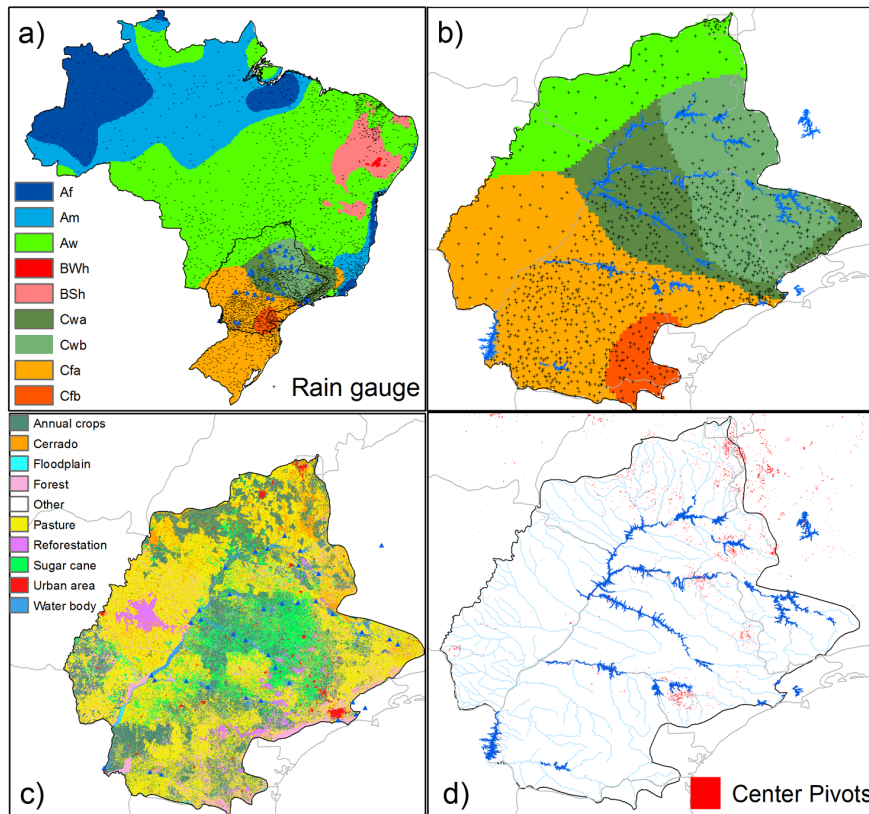 a)
Af
Am
Aw
BWh
BSh
Cwa
Cwb
Cfa
Cfb
Rain gauge
b)
Annual crops
Cerrado
Floodplain
Forest
Other
Pasture
Reforestation
Sugar cane
Urban area
Water body
c)
d)
Center Pivots